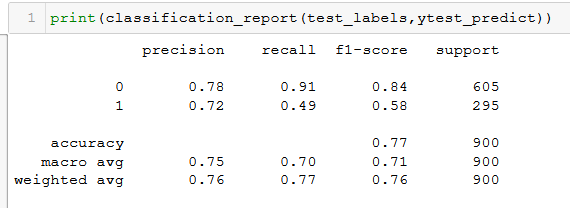 1 print(classification_report(test_labels,ytest_predict))
precision recall f1-score support
0 0.78 0.91 0.84 605
1 0.72 0.49 0.58 295
accuracy 0.77 900
macro avg 0.75 0.70 0.71 900
weighted avg 0.76 0.77 0.76 900